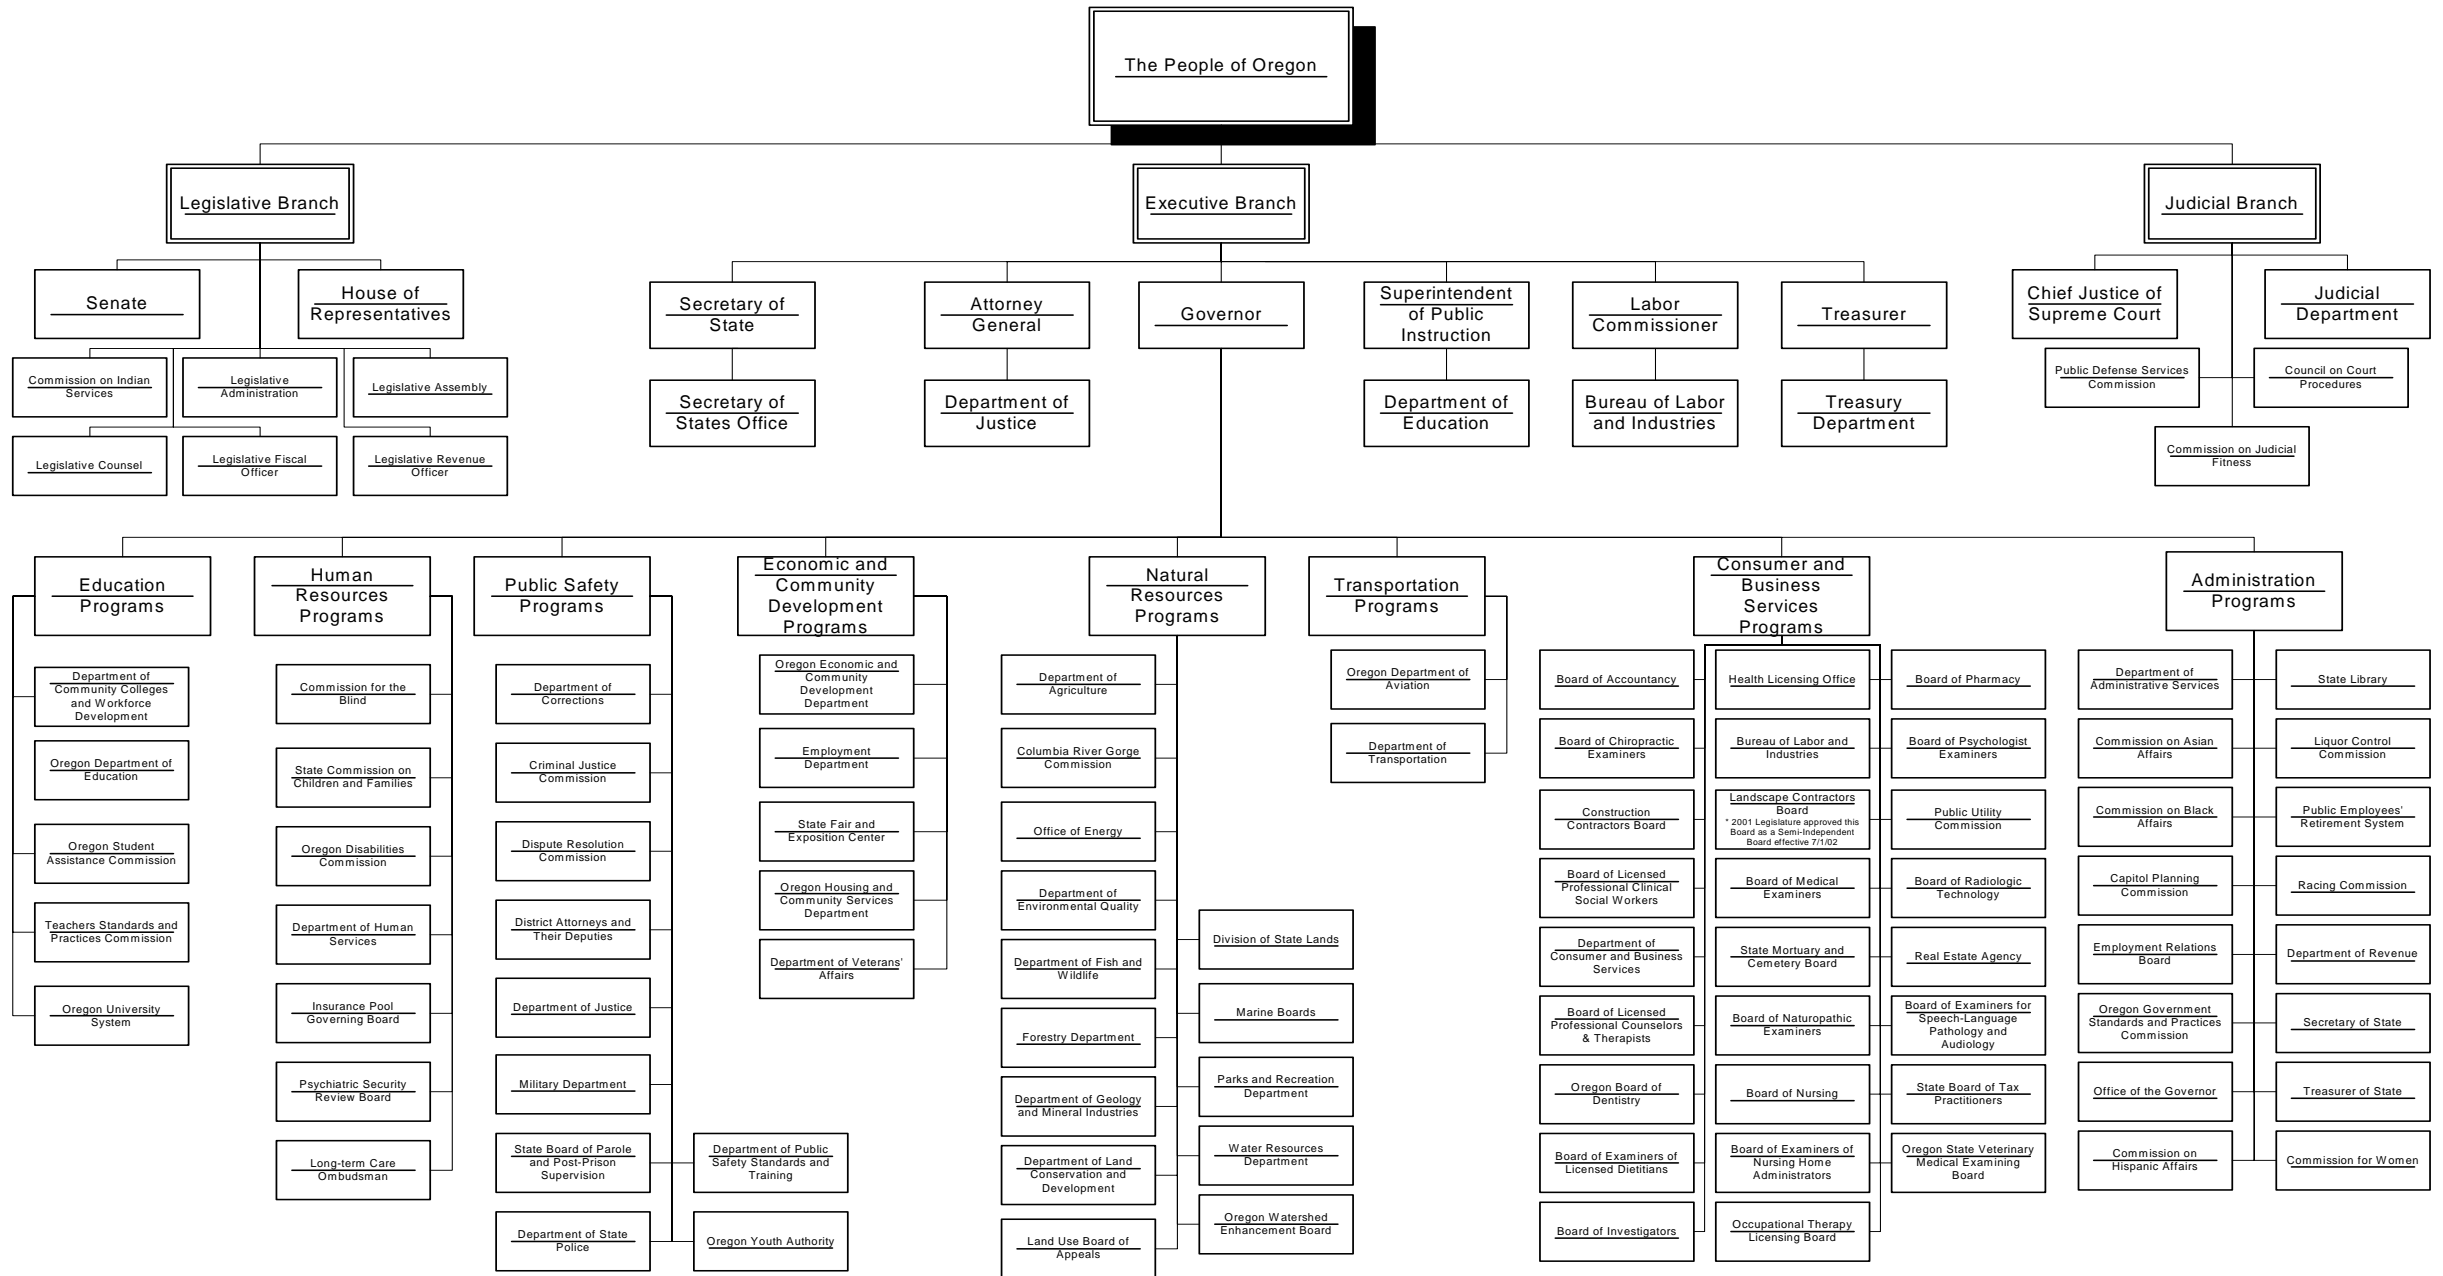 The People of Oregon
Legislative Branch
Executive Branch
Judicial Branch
Senate
House of
Representatives
Commission on Indian
Services
Legislative
Administration
Legislative Assembly
Legislative Counsel
Legislative Fiscal
Officer
Legislative Revenue
Officer
Secretary of
State
Attorney
General
Governor
Superintendent
of Public
Instruction
Labor
Commissioner
Treasurer
Secretary of
States Office
Department of
Justice
Department of
Education
Bureau of Labor
and Industries
Treasury
Department
Chief Justice of
Supreme Court
Judicial
Department
Public Defense Services
Commission
Council on Court
Procedures
Commission on Judicial
Fitness
Education
Programs
Department of
Community Colleges
and Workforce
Development
Oregon Department of
Education
Oregon Student
Assistance Commission
Teachers Standards and
Practices Commission
Oregon University
System
Human
Resources
Programs
Commission for the
Blind
State Commission on
Children and Families
Oregon Disabilities
Commission
Department of Human
Services
Insurance Pool
Governing Board
Psychiatric Security
Review Board
Long-term Care
Ombudsman
Public Safety
Programs
Department of
Corrections
Criminal Justice
Commission
Dispute Resolution
Commission
District Attorneys and
Their Deputies
Department of Justice
Military Department
State Board of Parole
and Post-Prison
Supervision
Department of Public
Safety Standards and
Training
Department of State
Police
Oregon Youth Authority
Economic and
Community
Development
Programs
Oregon Economic and
Community
Development
Department
Employment
Department
State Fair and
Exposition Center
Oregon Housing and
Community Services
Department
Department of Veterans'
Affairs
Natural
Resources
Programs
Department of
Agriculture
Columbia River Gorge
Commission
Office of Energy
Department of
Environmental Quality
Department of Fish and
Wildlife
Forestry Department
Department of Geology
and Mineral Industries
Department of Land
Conservation and
Development
Land Use Board of
Appeals
Division of State Lands
Marine Boards
Parks and Recreation
Department
Water Resources
Department
Oregon Watershed
Enhancement Board
Transportation
Programs
Oregon Department of
Aviation
Department of
Transportation
Consumer and
Business
Services
Programs
Board of Accountancy
Board of Chiropractic
Examiners
Construction
Contractors Board
Board of Licensed
Professional Clinical
Social Workers
Department of
Consumer and Business
Services
Board of Licensed
Professional Counselors
& Therapists
Oregon Board of
Dentistry
Board of Examiners of
Licensed Dietitians
Board of Investigators
Health Licensing Office
Bureau of Labor and
Industries
Landscape Contractors
Board
* 2001 Legislature approved this
Board as a Semi-Independent
Board effective 7/1/02
Board of Medical
Examiners
State Mortuary and
Cemetery Board
Board of Naturopathic
Examiners
Board of Nursing
Board of Examiners of
Nursing Home
Administrators
Occupational Therapy
Licensing Board
Board of Pharmacy
Board of Psychologist
Examiners
Public Utility
Commission
Board of Radiologic
Technology
Real Estate Agency
Board of Examiners for
Speech-Language
Pathology and
Audiology
State Board of Tax
Practitioners
Oregon State Veterinary
Medical Examining
Board
Administration
Programs
Department of
Administrative Services
Commission on Asian
Affairs
Commission on Black
Affairs
Capitol Planning
Commission
Employment Relations
Board
Oregon Government
Standards and Practices
Commission
Office of the Governor
Commission on
Hispanic Affairs
State Library
Liquor Control
Commission
Public Employees'
Retirement System
Racing Commission
Department of Revenue
Secretary of State
Treasurer of State
Commission for Women